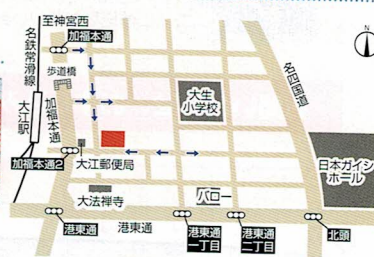 至神宮西
加福本通
名鉄常滑線
大江駅
歩道橋
加福本通
加福本通2
大江郵便局
大法禅寺
大生
小学校
名四国道
N
日本ガイシ
ホール
バロー
港東通
港東通
港東通
一丁目
港東通
二丁目
北頭